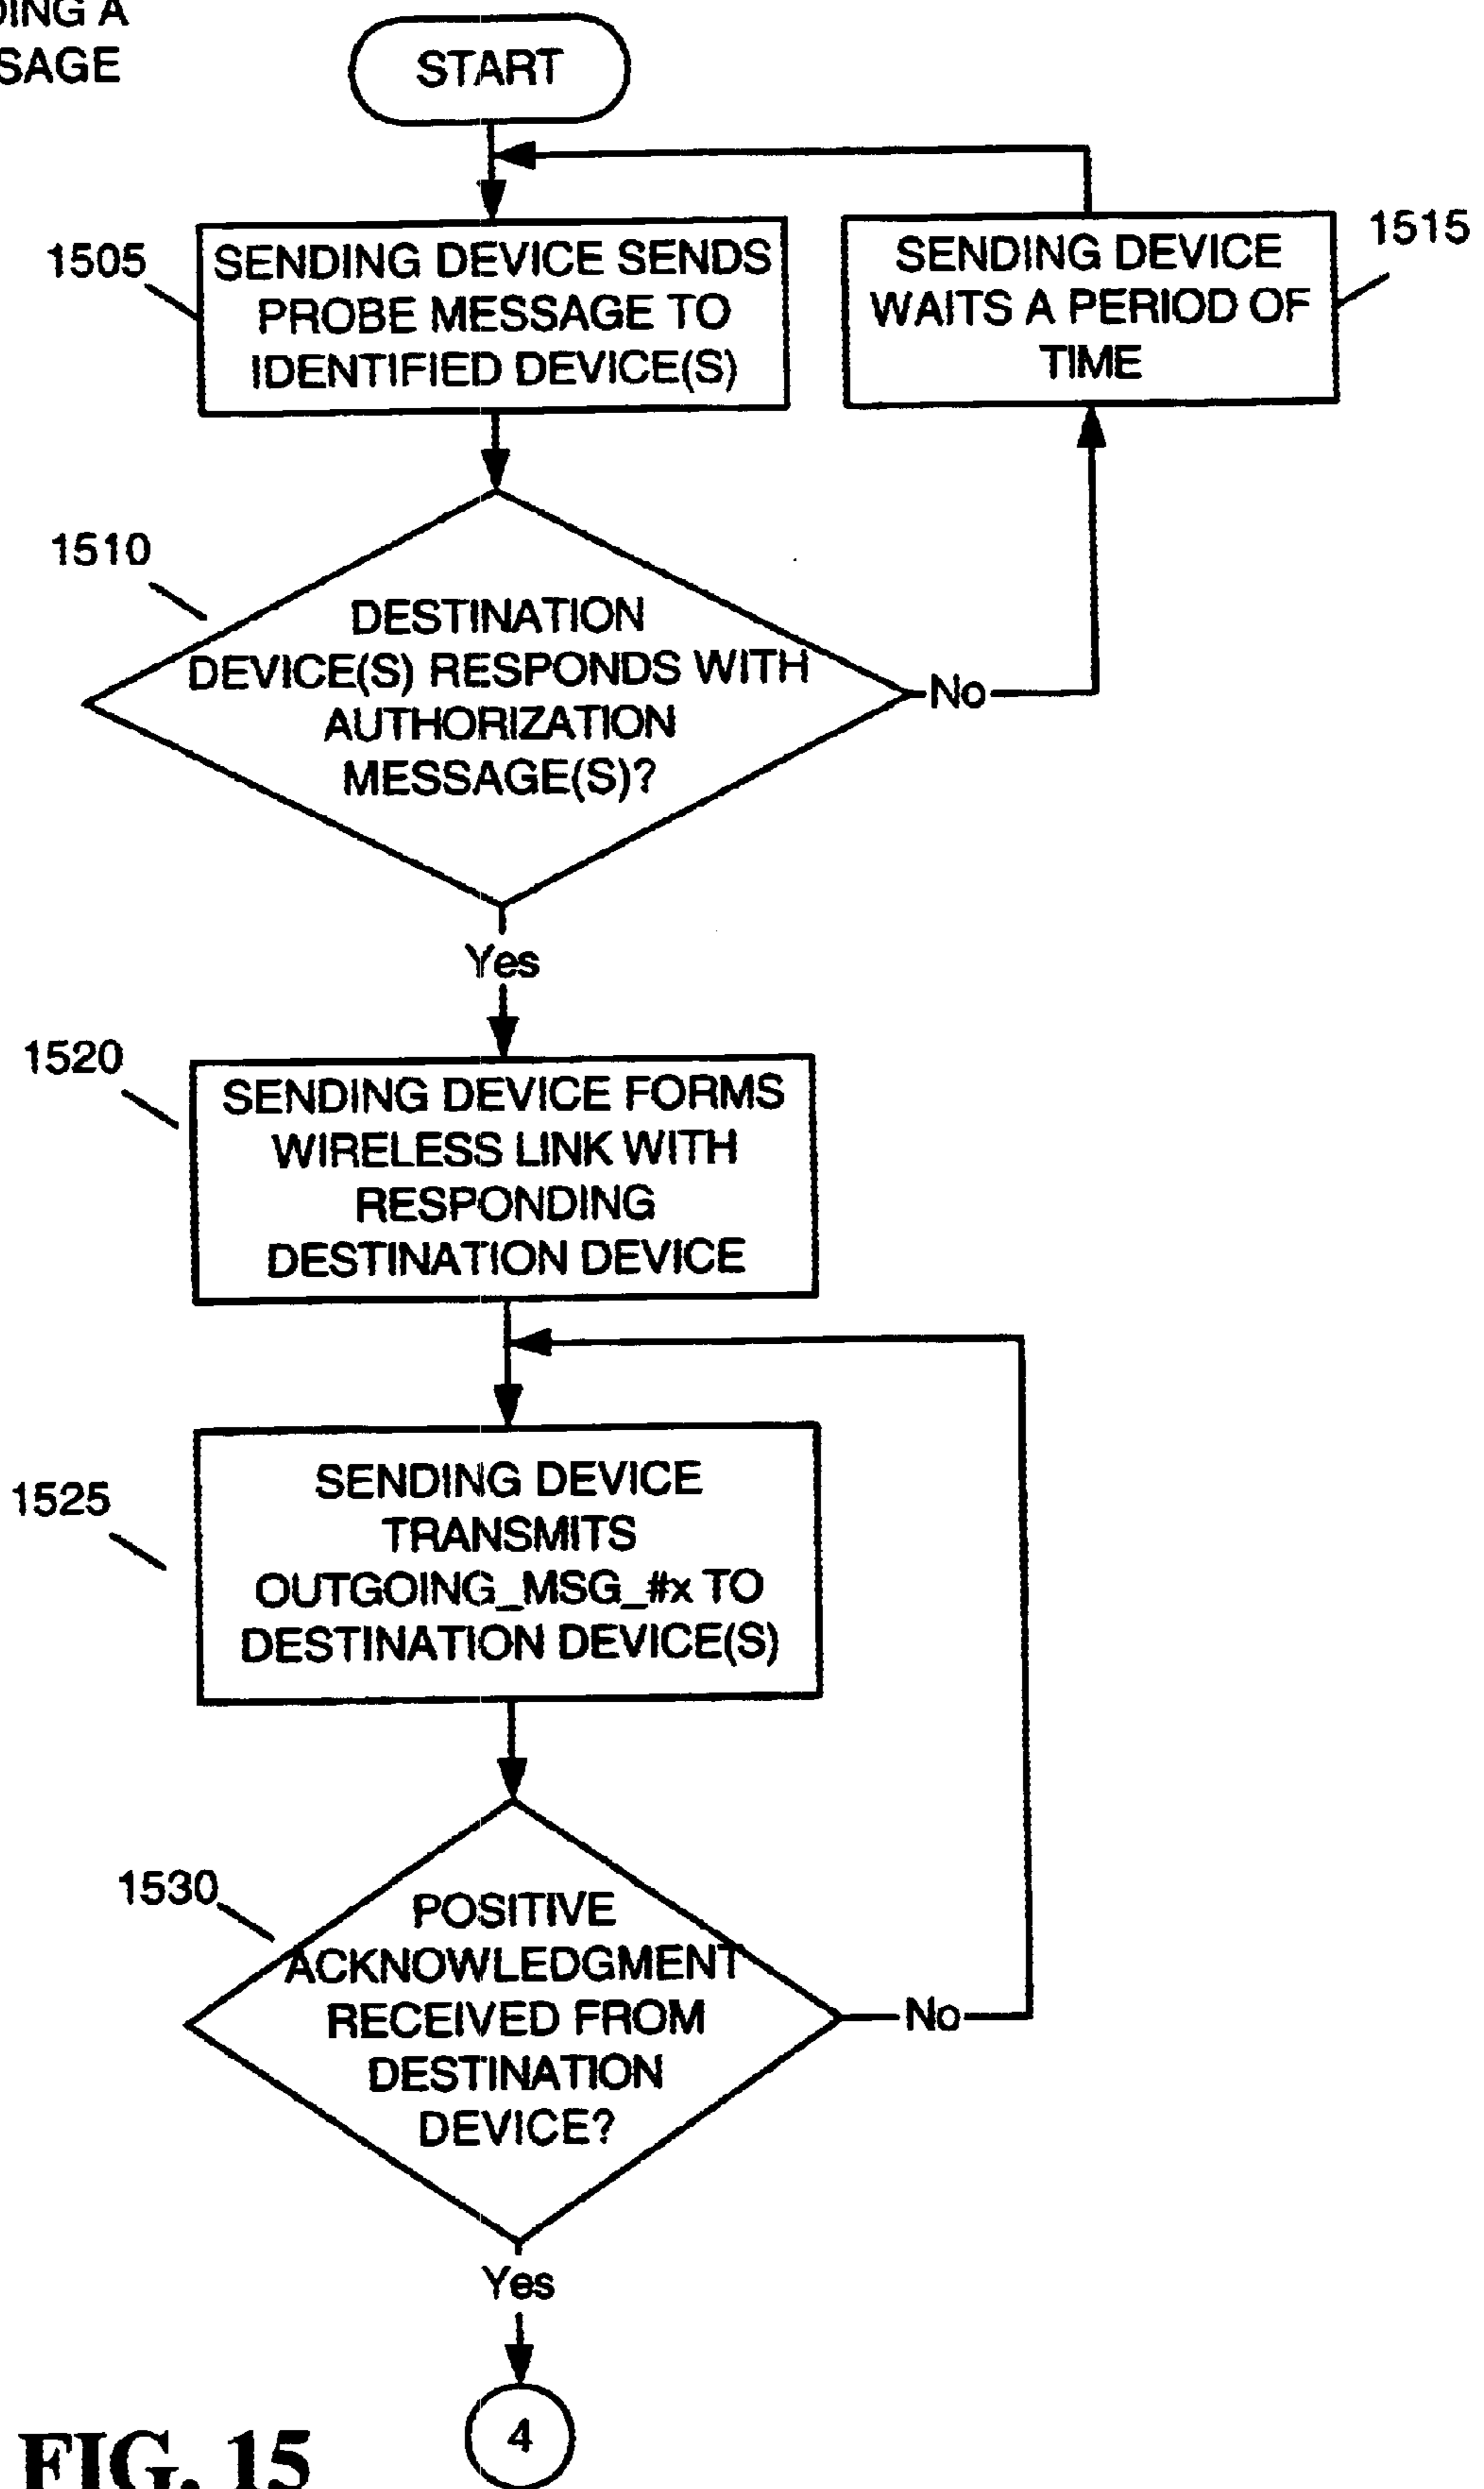 SAGE
START
1505
SENDING DEVICE SENDS
PROBE MESSAGE TO
IDENTIFIED DEVICE(S)
1515
SENDING DEVICE
WAITS A PERIOD OF
TIME
1510
DESTINATION
DEVICE(S) RESPONDS WITH
AUTHORIZATION
MESSAGE(S)?
No
Yes
1520
SENDING DEVICE FORMS
WIRELESS LINK WITH
RESPONDING
DESTINATION DEVICE
1525
SENDING DEVICE
TRANSMITS
OUTGOING_MSG_#x TO
DESTINATION DEVICE(S)
1530
POSITIVE
ACKNOWLEDGMENT
RECEIVED FROM
DESTINATION
DEVICE?
No
Yes
4
FIG. 15